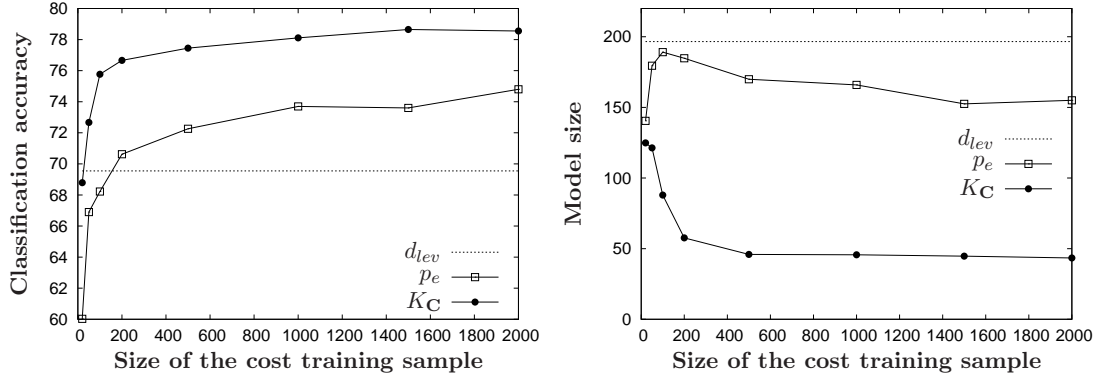 Classification accuracy
80
78
76
74
72
70
68
66
64
62
60
0 200 400 600 800 1000 1200 1400 1600 1800 2000
Size of the cost training sample
d_lev
p_e
K_C
Model size
200
150
100
50
0
0 200 400 600 800 1000 1200 1400 1600 1800 2000
Size of the cost training sample
d_lev
p_e
K_C